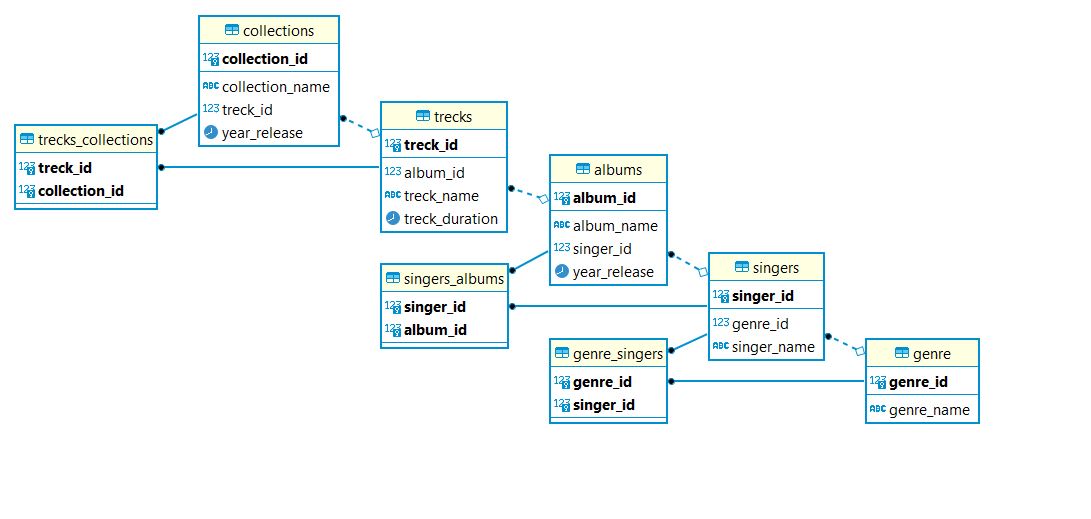 collections
collection_id
ABC collection_name
123 treck_id
year_release
trecks_collections
123 treck_id
123 collection_id
trecks
123 treck_id
123 album_id
ABC treck_name
treck_duration
albums
123 album_id
ABC album_name
123 singer_id
year_release
singers_albums
123 singer_id
123 album_id
singers
123 singer_id
123 genre_id
ABC singer_name
genre_singers
123 genre_id
123 singer_id
genre
123 genre_id
ABC genre_name